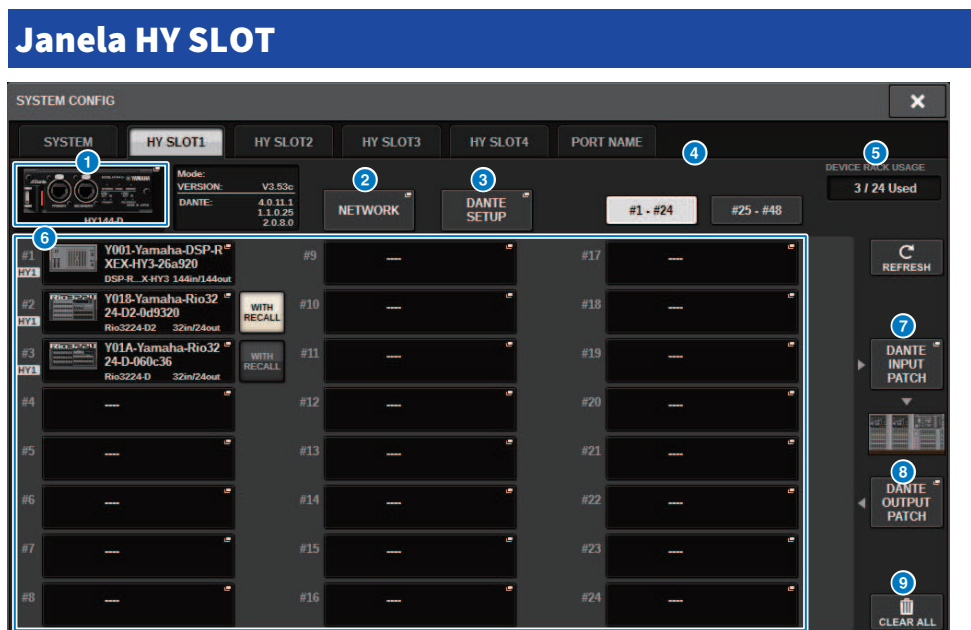 Janela HY SLOT
SYSTEM CONFIG
SYSTEM HY SLOT1 HY SLOT2 HY SLOT3 HY SLOT4 PORT NAME
1 2 3 4 5
DEVICE RACK USAGE
3 / 24 Used
YAMAHA
HY144-D
Mode:
VERSION: V3.53c
DANTE: 4.0.11.1
1.1.0.25
2.0.8.0
NETWORK
DANTE SETUP
#1 - #24
#25 - #48
6
#1
HY1
Y001-Yamaha-DSP-R
XEX-HY3-26a920
DSP-R...X-HY3 144in/144out
#2
HY1
Rio3224
Y018-Yamaha-Rio32
24-D2-0d9320
Rio3224-D2 32in/24out
WITH RECALL
#3
HY1
Rio3224
Y01A-Yamaha-Rio32
24-D-060c36
Rio3224-D 32in/24out
WITH RECALL
#4 ----
#5 ----
#6 ----
#7 ----
#8 ----
#9 ----
#10 ----
#11 ----
#12 ----
#13 ----
#14 ----
#15 ----
#16 ----
#17 ----
#18 ----
#19 ----
#20 ----
#21 ----
#22 ----
#23 ----
#24 ----
REFRESH
7
DANTE
INPUT
PATCH
8
DANTE
OUTPUT
PATCH
9
CLEAR ALL